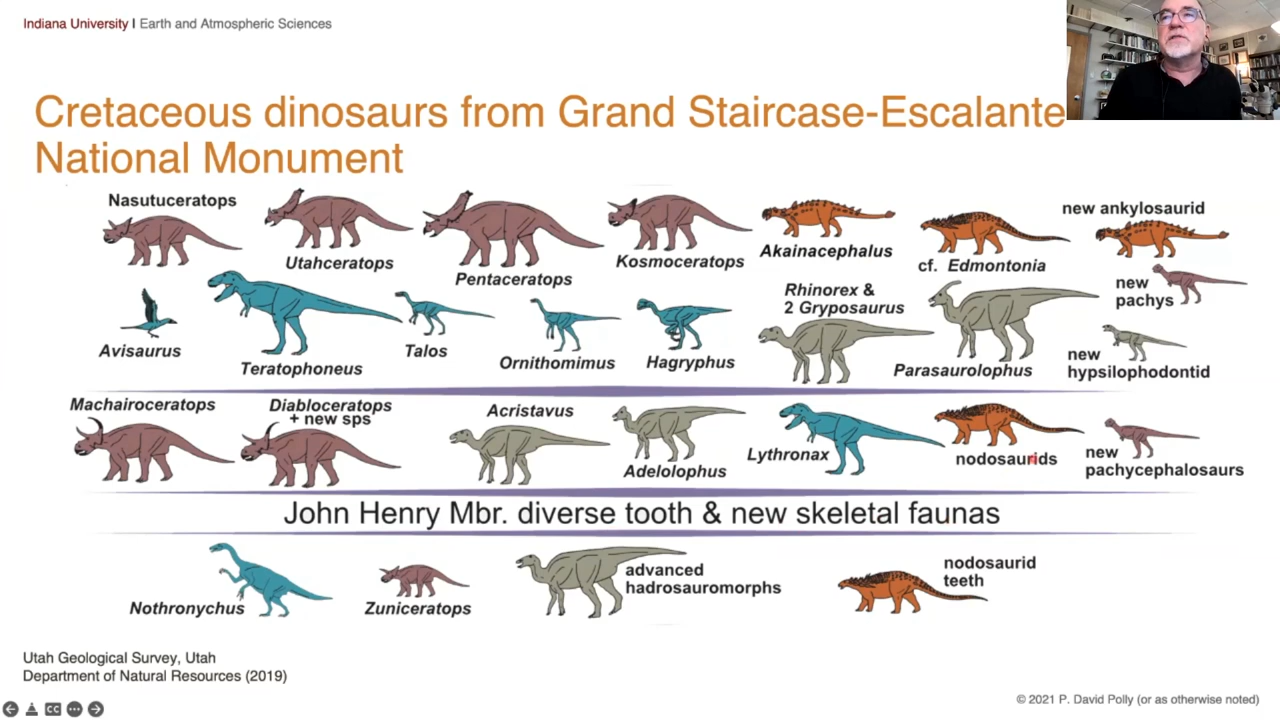 Indiana University I Earth and Atmospheric Sciences
Cretaceous dinosaurs from Grand Staircase-Escalante
National Monument
Nasutuceratops
Utahceratops
Pentaceratops
Kosmoceratops
Akainacephalus
cf. Edmontonia
new ankylosaurid
new
pachys
Avisaurus
Teratophoneus
Talos
Ornithomimus
Hagryphus
Rhinorex &
2 Gryposaurus
Parasaurolophus
new
hypsilophodontid
Machairoceratops
Diabloceratops
+ new sps
Acristavus
Adelolophus
Lythronax
nodosaurids
new
pachycephalosaurs
John Henry Mbr. diverse tooth & new skeletal faunas
Nothronychus
Zuniceratops
advanced
hadrosauromorphs
nodosaurid
teeth
Utah Geological Survey, Utah
Department of Natural Resources (2019)
CC
© 2021 P. David Polly (or as otherwise noted)